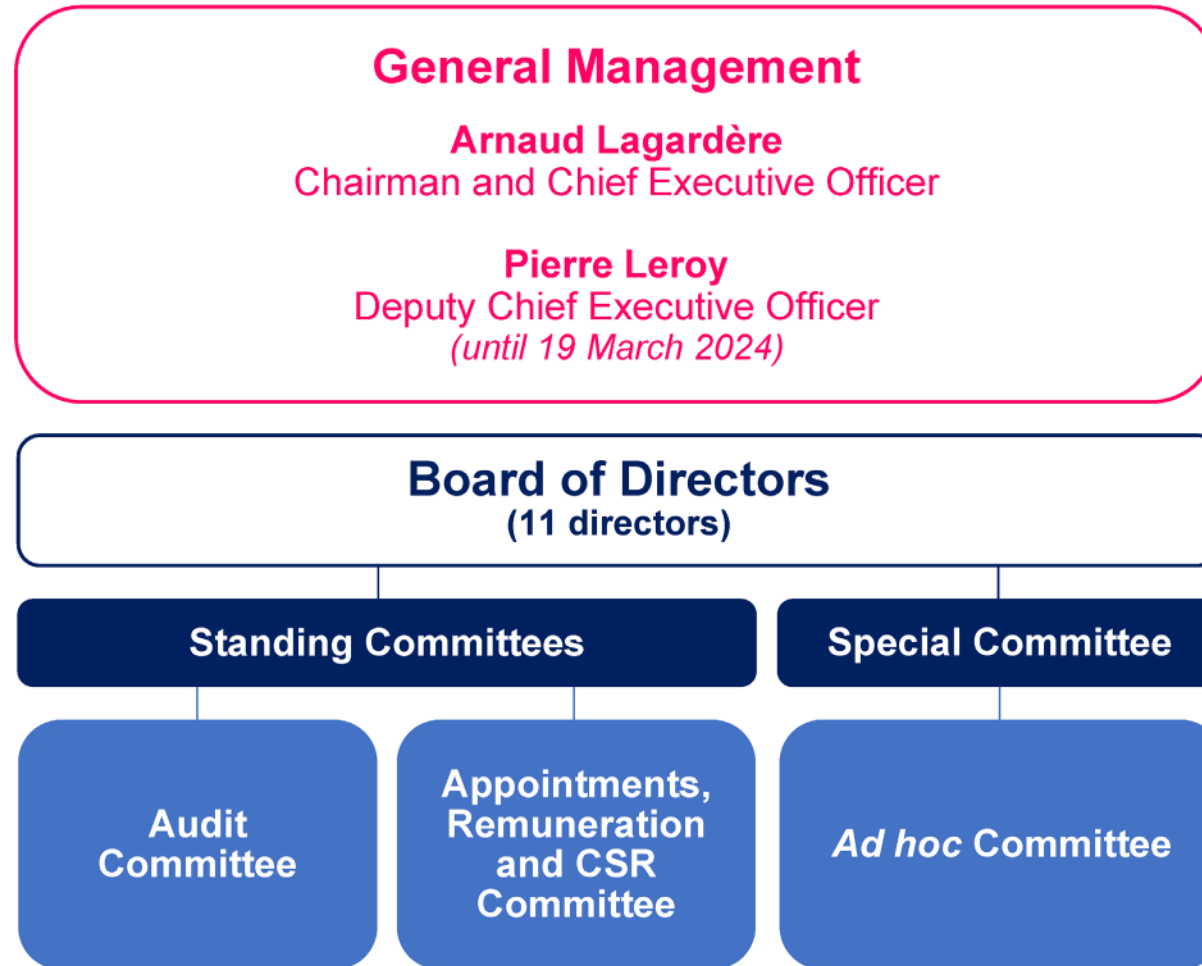 General Management
Arnaud Lagardère
Chairman and Chief Executive Officer
Pierre Leroy
Deputy Chief Executive Officer
(until 19 March 2024)
Board of Directors
(11 directors)
Standing Committees
Special Committee
Audit
Committee
Appointments,
Remuneration
and CSR
Committee
Ad hoc Committee